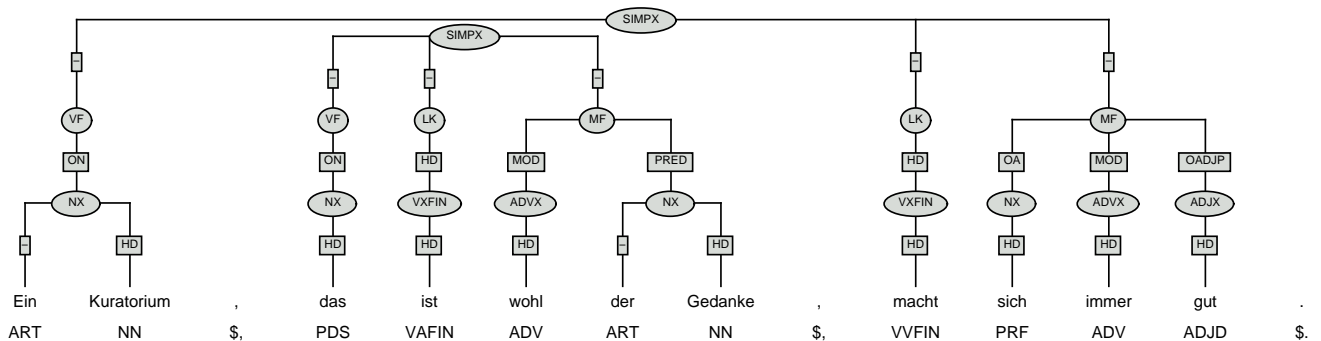 SIMPX
SIMPX
– – – – – –
VF VF LK MF LK MF
ON ON HD MOD PRED HD OA MOD OADJP
NX NX VXFIN ADVX NX VXFIN NX ADVX ADJX
– HD HD HD HD – HD HD HD HD HD
Ein Kuratorium , das ist wohl der Gedanke , macht sich immer gut .
ART NN $, PDS VAFIN ADV ART NN $, VVFIN PRF ADV ADJD $.